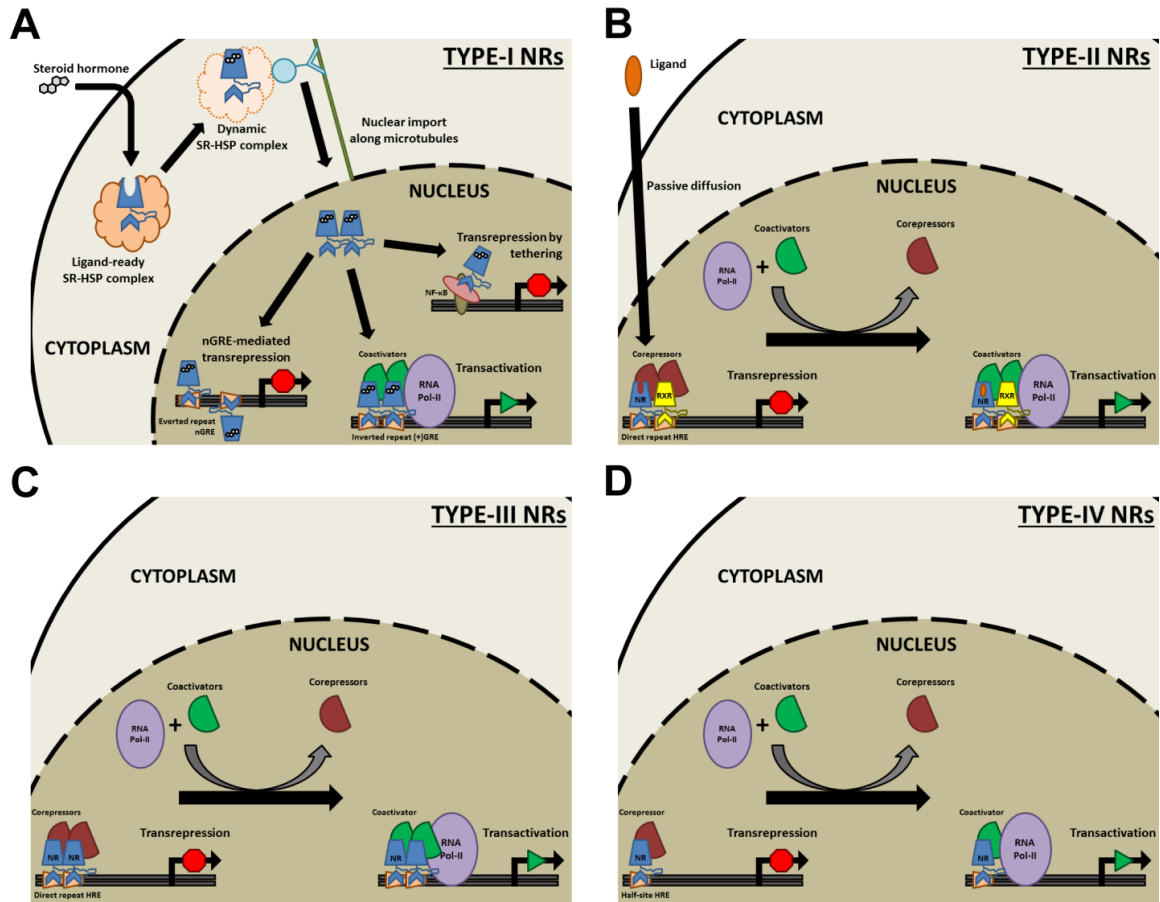 A
TYPE-I NRs
Steroid hormone
Dynamic
SR-HSP complex
Nuclear import
along microtubules
Ligand-ready
SR-HSP complex
NUCLEUS
Transrepression by
tethering
NF-κB
CYTOPLASM
nGRE-mediated
transrepression
Everted repeat
nGRE
Coactivators
RNA
Pol-II
Transactivation
Inverted repeat (+)GRE
B
TYPE-II NRs
Ligand
CYTOPLASM
Passive diffusion
NUCLEUS
Coactivators
Corepressors
RNA
Pol-II
+
Corepressors
NR
RXR
Transrepression
Direct repeat HRE
Coactivators
NR
RXR
RNA
Pol-II
Transactivation
C
TYPE-III NRs
CYTOPLASM
NUCLEUS
Coactivators
Corepressors
RNA
Pol-II
+
Corepressors
NR
NR
Transrepression
Direct repeat HRE
Coactivator
NR
NR
RNA
Pol-II
Transactivation
D
TYPE-IV NRs
CYTOPLASM
NUCLEUS
Coactivators
Corepressors
RNA
Pol-II
+
Corepressor
NR
Transrepression
Half-site HRE
Coactivator
NR
RNA
Pol-II
Transactivation